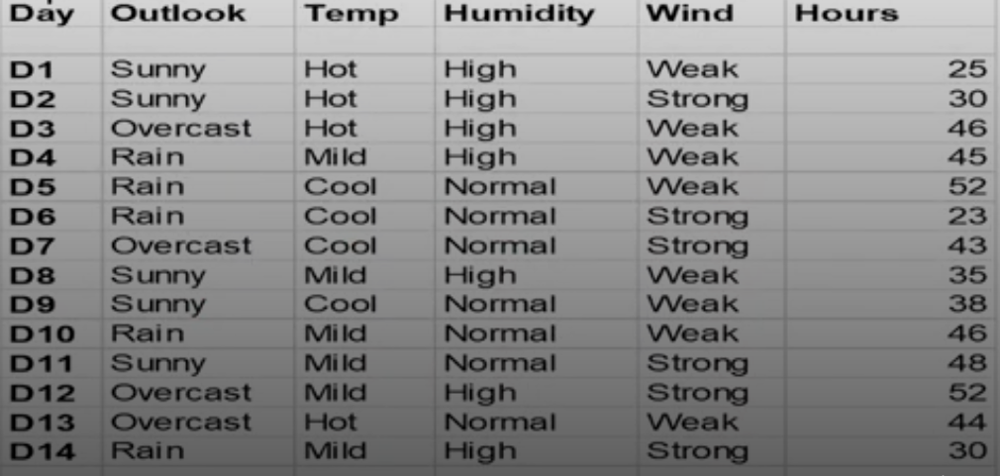 Day Outlook Temp Humidity Wind Hours
D1 Sunny Hot High Weak 25
D2 Sunny Hot High Strong 30
D3 Overcast Hot High Weak 46
D4 Rain Mild High Weak 45
D5 Rain Cool Normal Weak 52
D6 Rain Cool Normal Strong 23
D7 Overcast Cool Normal Strong 43
D8 Sunny Mild High Weak 35
D9 Sunny Cool Normal Weak 38
D10 Rain Mild Normal Weak 46
D11 Sunny Mild Normal Strong 48
D12 Overcast Mild High Strong 52
D13 Overcast Hot Normal Weak 44
D14 Rain Mild High Strong 30